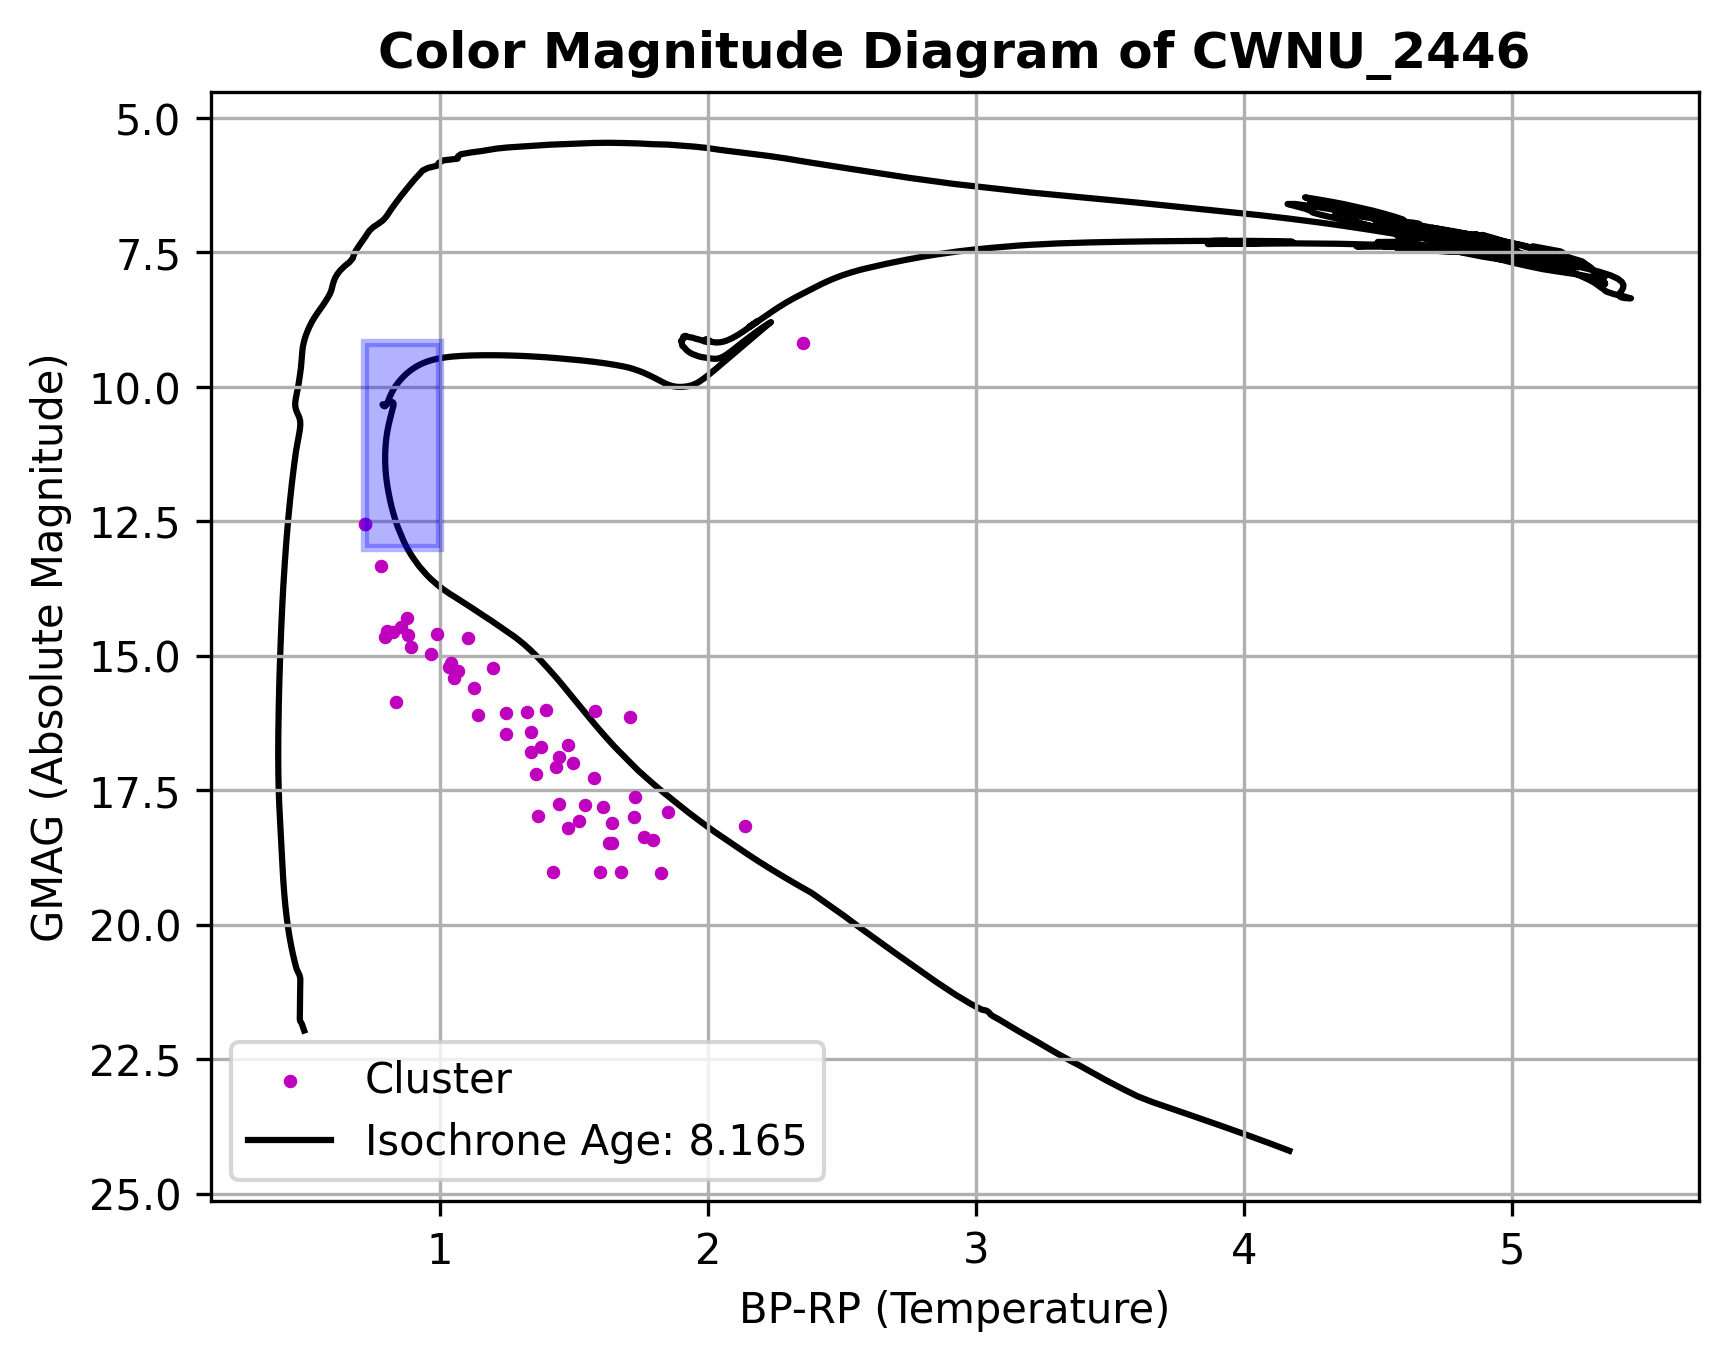 Color Magnitude Diagram of CWNU_2446
GMAG (Absolute Magnitude)
5.0
7.5
10.0
12.5
15.0
17.5
20.0
22.5
25.0
Cluster
Isochrone Age: 8.165
1 2 3 4 5
BP-RP (Temperature)